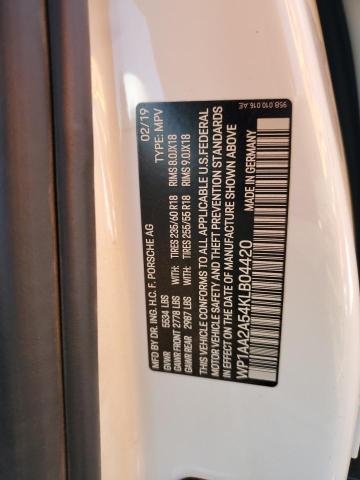 958.010.016.AE
MFD BY DR. ING. H.C. F. PORSCHE AG 02/19
GVWR 5534 LBS TYPE: MPV
GAWR FRONT 2778 LBS WITH: TIRES 235/60 R18 RIMS 8.0JX18
GAWR REAR 2987 LBS WITH: TIRES 255/55 R18 RIMS 9.0JX18
THIS VEHICLE CONFORMS TO ALL APPLICABLE U.S.FEDERAL
MOTOR VEHICLE SAFETY AND THEFT PREVENTION STANDARDS
IN EFFECT ON THE DATE OF MANUFACTURE SHOWN ABOVE
WP1AA2A54KLB04420 MADE IN GERMANY